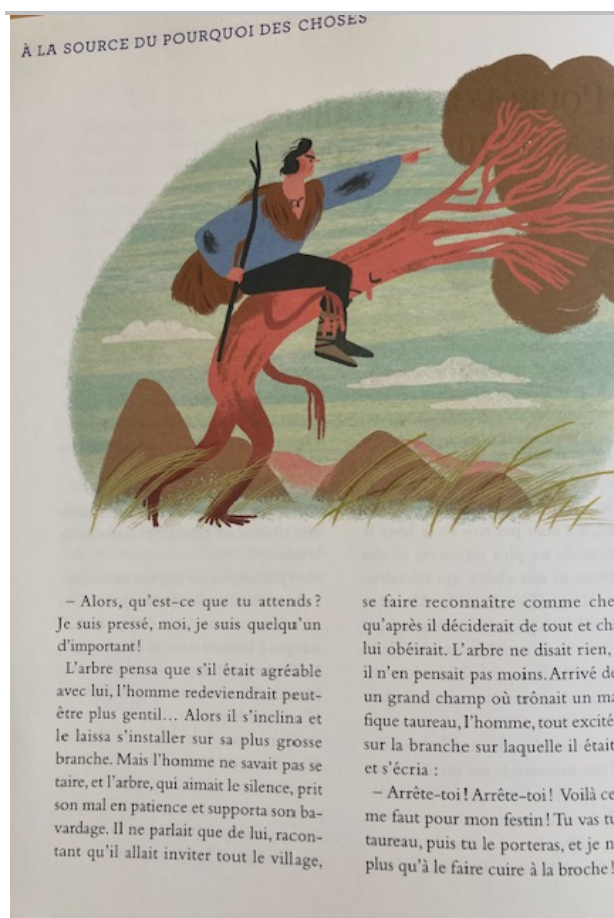 À LA SOURCE DU POURQUOI DES CHOSES
– Alors, qu'est-ce que tu attends ?
Je suis pressé, moi, je suis quelqu'un
d'important !
L'arbre pensa que s'il était agréable
avec lui, l'homme redeviendrait peut-
être plus gentil… Alors il s'inclina et
le laissa s'installer sur sa plus grosse
branche. Mais l'homme ne savait pas se
taire, et l'arbre, qui aimait le silence, prit
son mal en patience et supporta son ba-
vardage. Il ne parlait que de lui, racon-
tant qu'il allait inviter tout le village,
se faire reconnaître comme che
qu'après il déciderait de tout et cha
lui obéirait. L'arbre ne disait rien,
il n'en pensait pas moins. Arrivé de
un grand champ où trônait un ma
fique taureau, l'homme, tout excité
sur la branche sur laquelle il était
et s'écria :
– Arrête-toi ! Arrête-toi ! Voilà ce
me faut pour mon festin ! Tu vas tu
taureau, puis tu le porteras, et je n
plus qu'à le faire cuire à la broche !